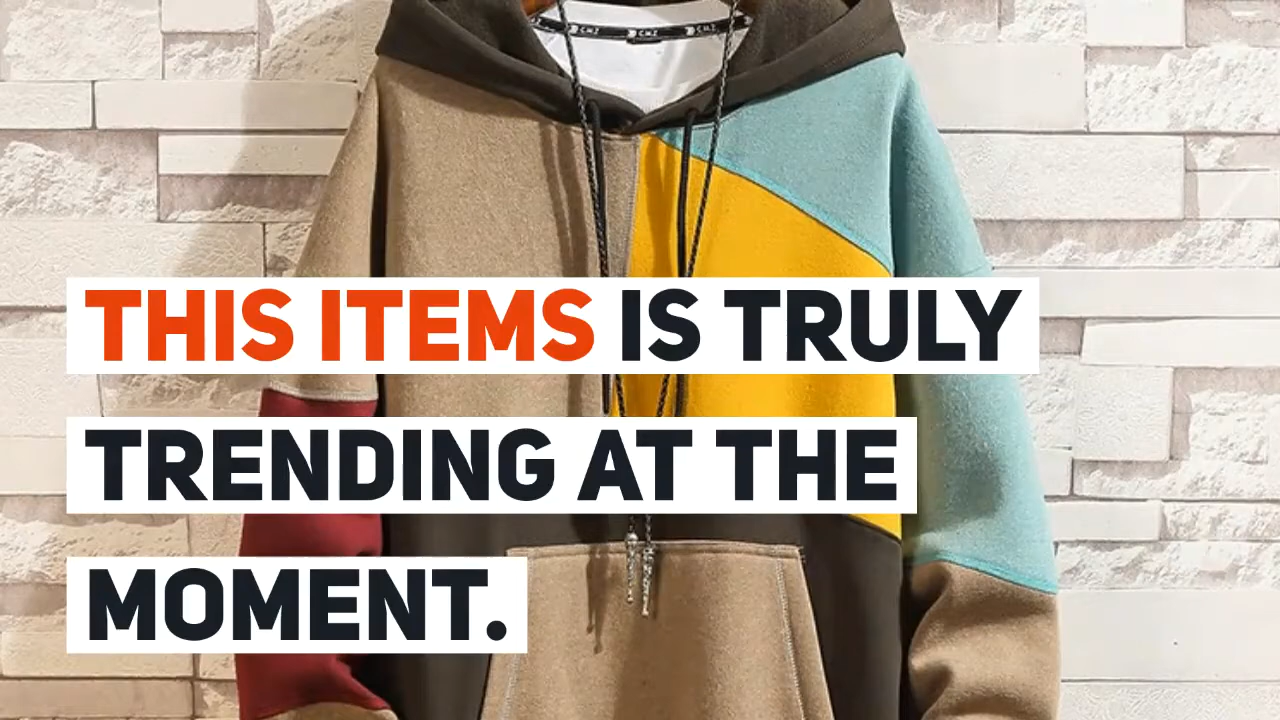 C.M.Z C.M.Z C.M.Z
THIS ITEMS IS TRULY
TRENDING AT THE
MOMENT.